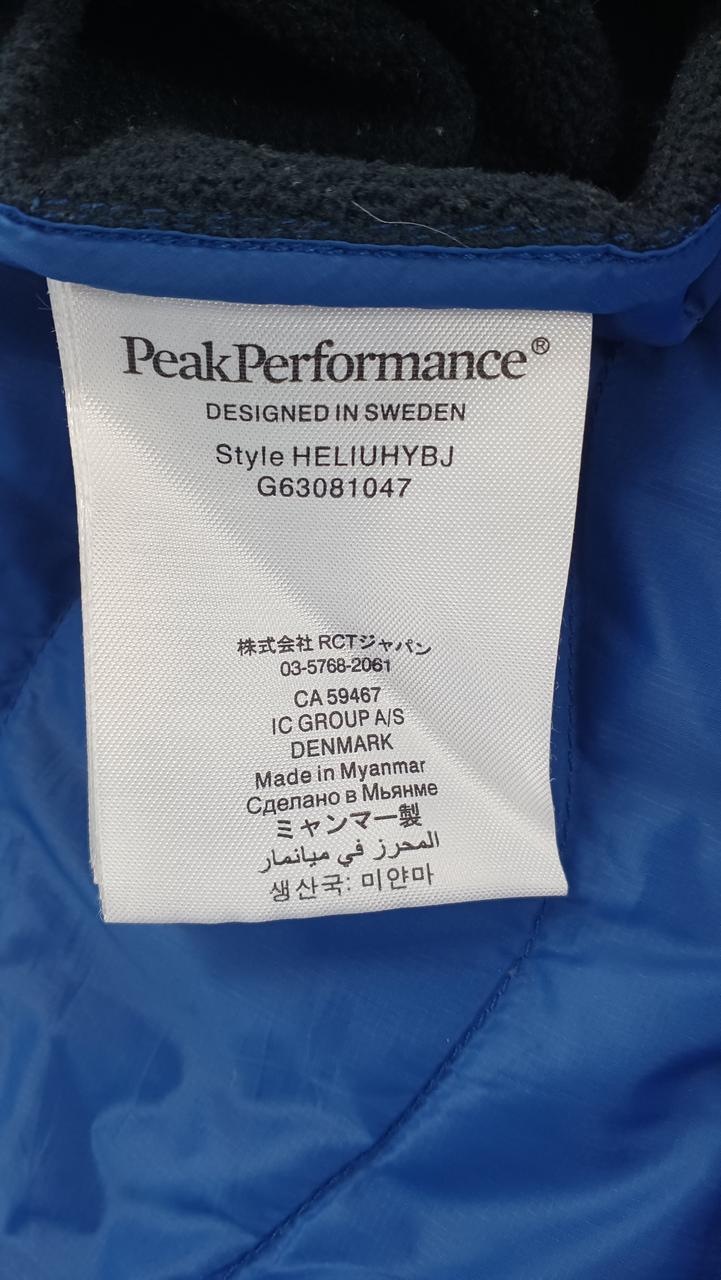 PeakPerformance®
DESIGNED IN SWEDEN
Style HELIUHYBJ
G63081047
株式会社 RCTジャパン
03-5768-2061
CA 59467
IC GROUP A/S
DENMARK
Made in Myanmar
Сделано в Мьянме
ミャンマー製
المحرز في ميانمار
생산국: 미얀마